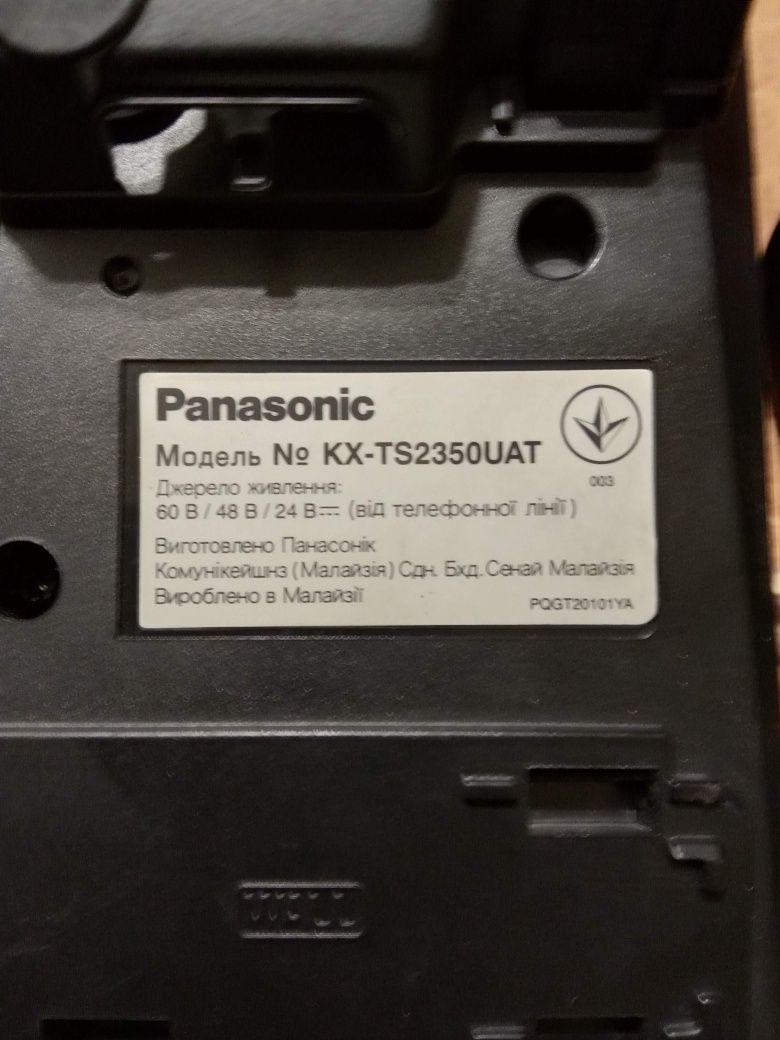 Panasonic
Модель № KX-TS2350UAT
003
Джерело живлення:
60 В / 48 В / 24 В⎓ (від телефонної лінії)
Виготовлено Панасонік
Комунікейшнз (Малайзія) Сдн. Бхд. Сенай Малайзія
Вироблено в Малайзії
PQGT20101YA